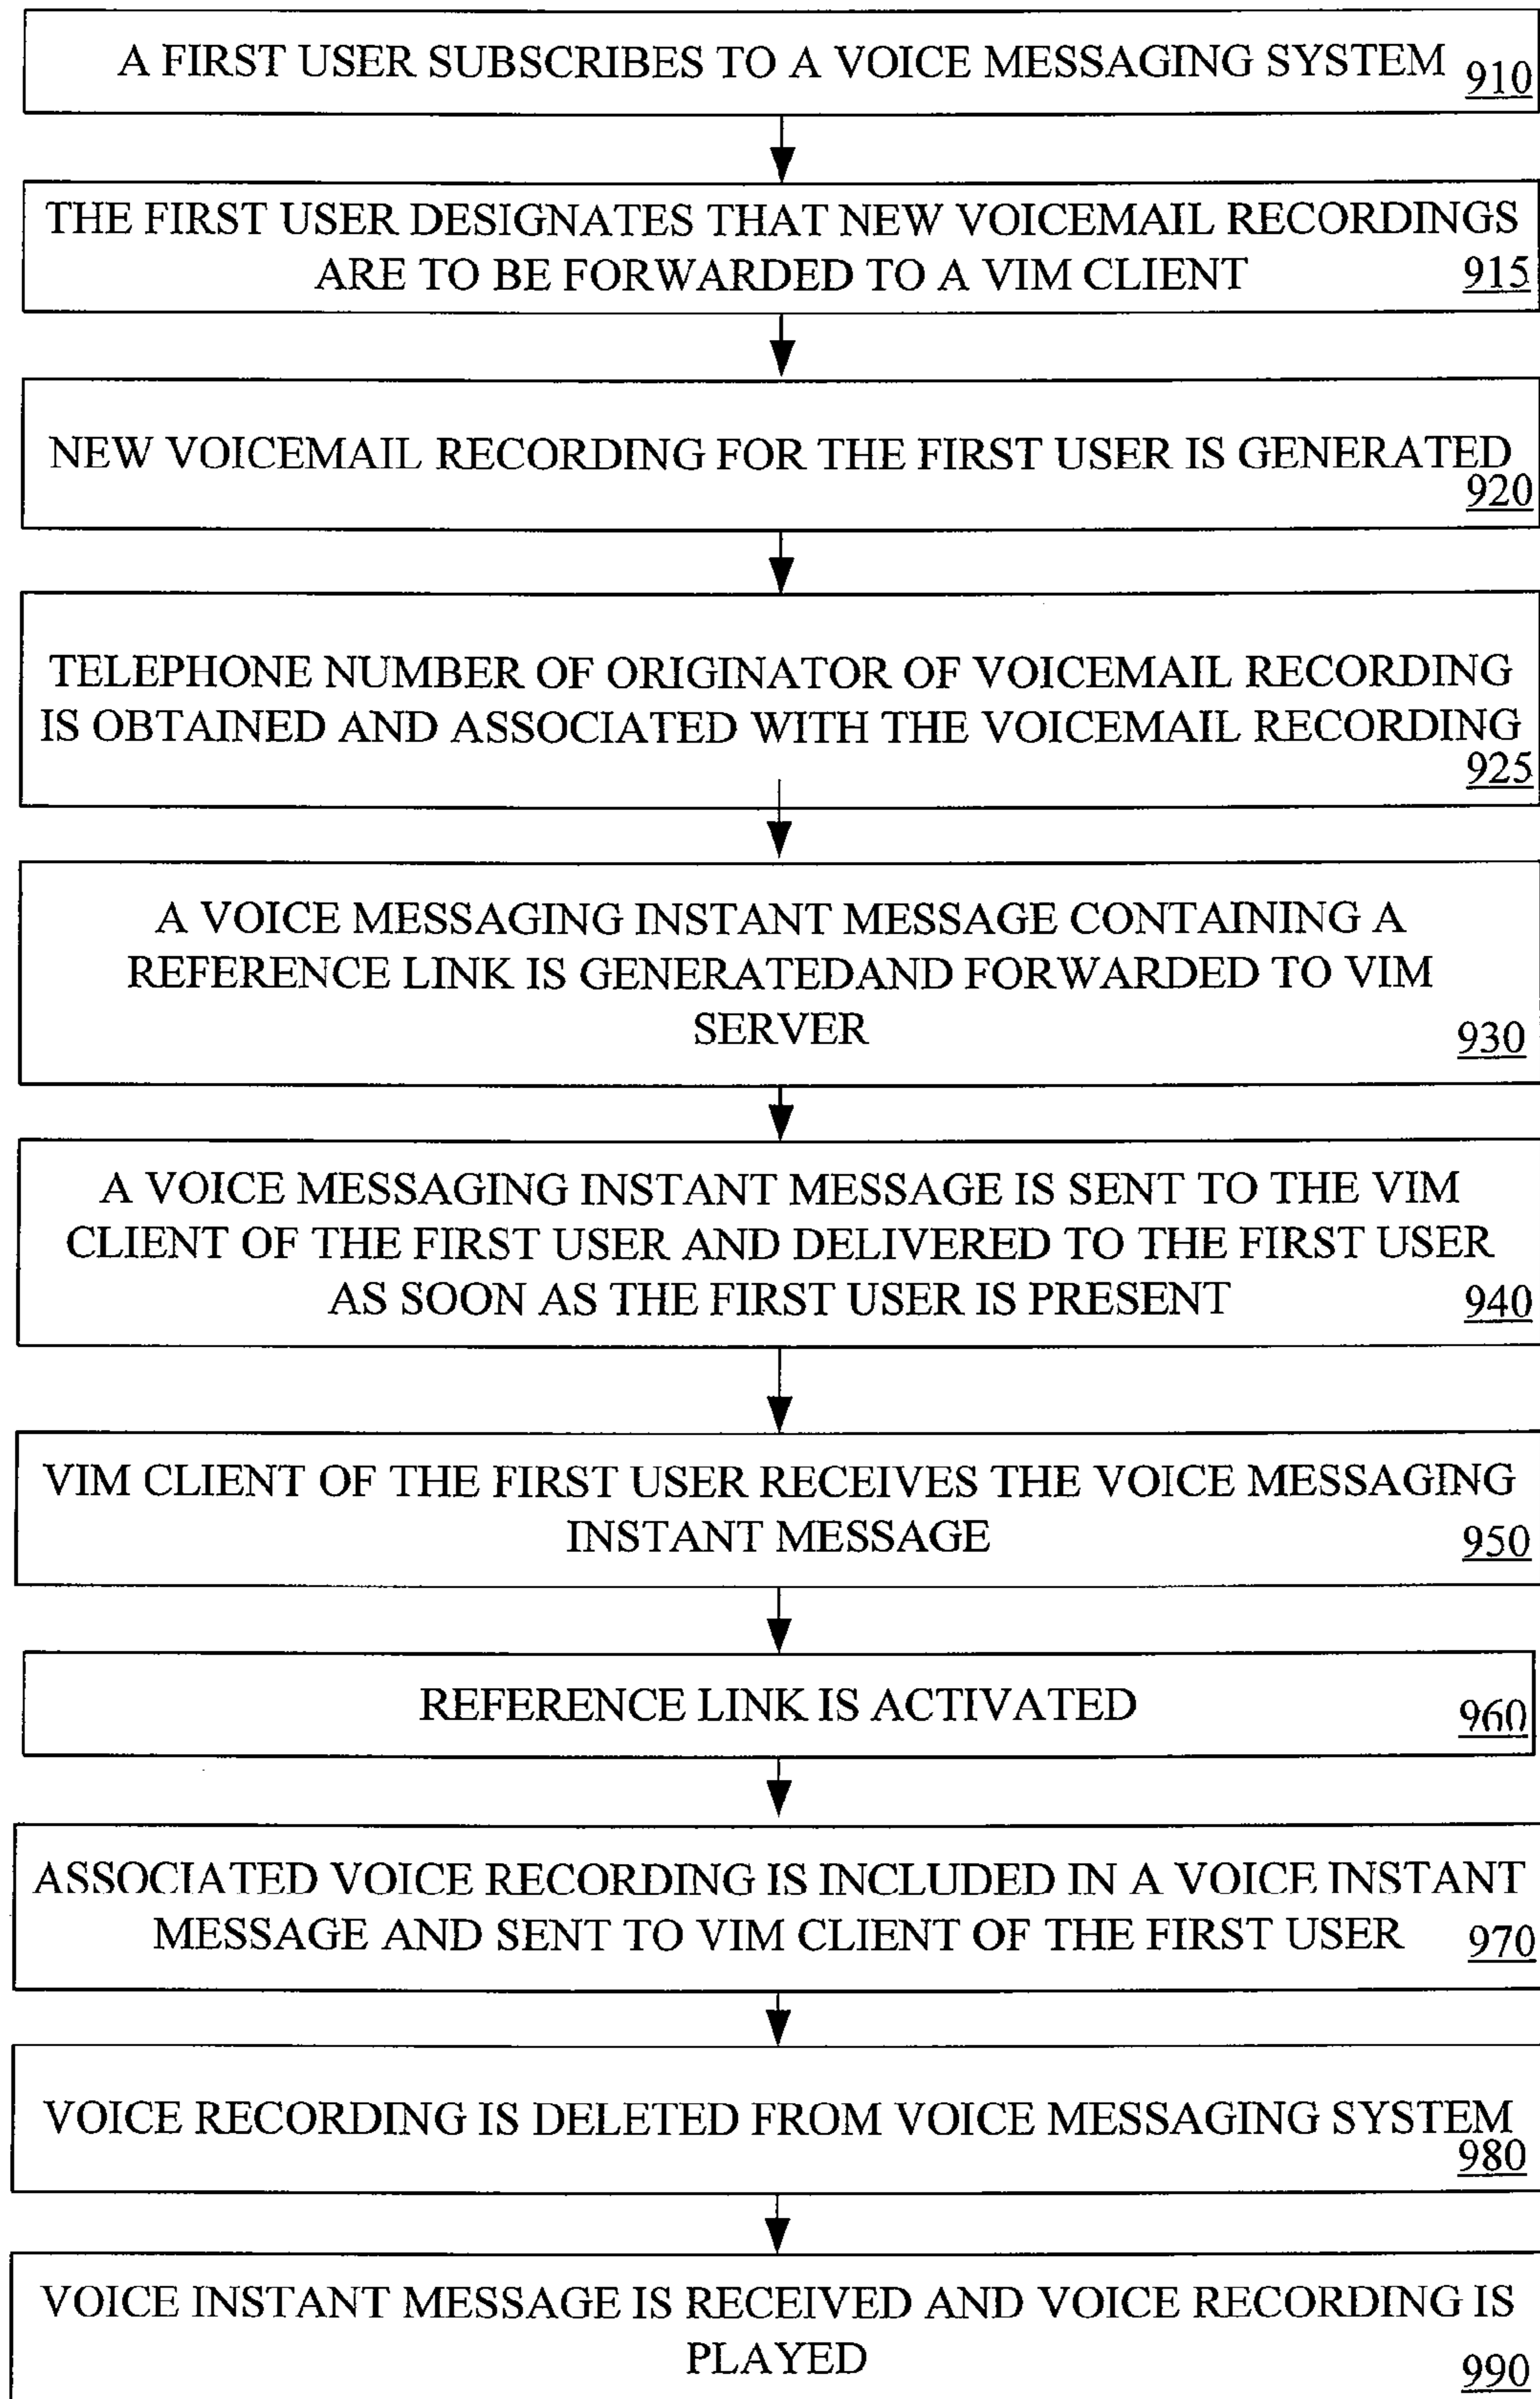 A FIRST USER SUBSCRIBES TO A VOICE MESSAGING SYSTEM 910
THE FIRST USER DESIGNATES THAT NEW VOICEMAIL RECORDINGS
ARE TO BE FORWARDED TO A VIM CLIENT 915
NEW VOICEMAIL RECORDING FOR THE FIRST USER IS GENERATED
920
TELEPHONE NUMBER OF ORIGINATOR OF VOICEMAIL RECORDING
IS OBTAINED AND ASSOCIATED WITH THE VOICEMAIL RECORDING
925
A VOICE MESSAGING INSTANT MESSAGE CONTAINING A
REFERENCE LINK IS GENERATEDAND FORWARDED TO VIM
SERVER 930
A VOICE MESSAGING INSTANT MESSAGE IS SENT TO THE VIM
CLIENT OF THE FIRST USER AND DELIVERED TO THE FIRST USER
AS SOON AS THE FIRST USER IS PRESENT 940
VIM CLIENT OF THE FIRST USER RECEIVES THE VOICE MESSAGING
INSTANT MESSAGE 950
REFERENCE LINK IS ACTIVATED 960
ASSOCIATED VOICE RECORDING IS INCLUDED IN A VOICE INSTANT
MESSAGE AND SENT TO VIM CLIENT OF THE FIRST USER 970
VOICE RECORDING IS DELETED FROM VOICE MESSAGING SYSTEM
980
VOICE INSTANT MESSAGE IS RECEIVED AND VOICE RECORDING IS
PLAYED 990